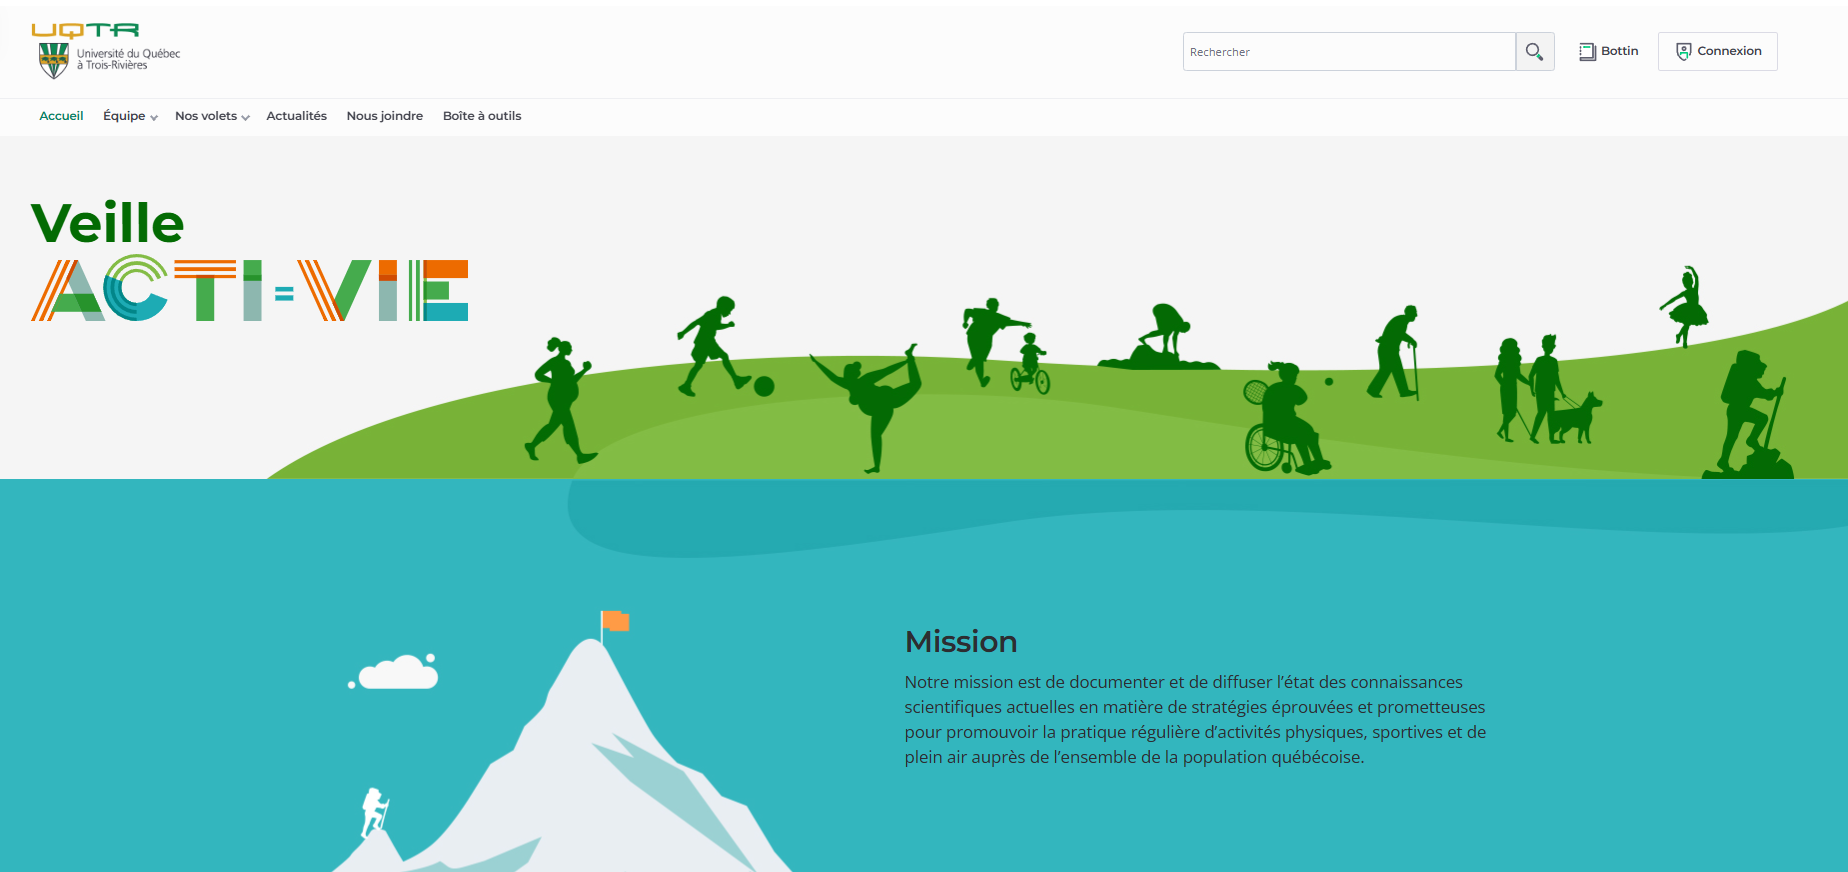 UQTR
Université du Québec
à Trois-Rivières
Rechercher
Bottin
Connexion
Accueil
Équipe
Nos volets
Actualités
Nous joindre
Boîte à outils
Veille
ACTI=VIE
Mission
Notre mission est de documenter et de diffuser l’état des connaissances
scientifiques actuelles en matière de stratégies éprouvées et prometteuses
pour promouvoir la pratique régulière d’activités physiques, sportives et de
plein air auprès de l’ensemble de la population québécoise.